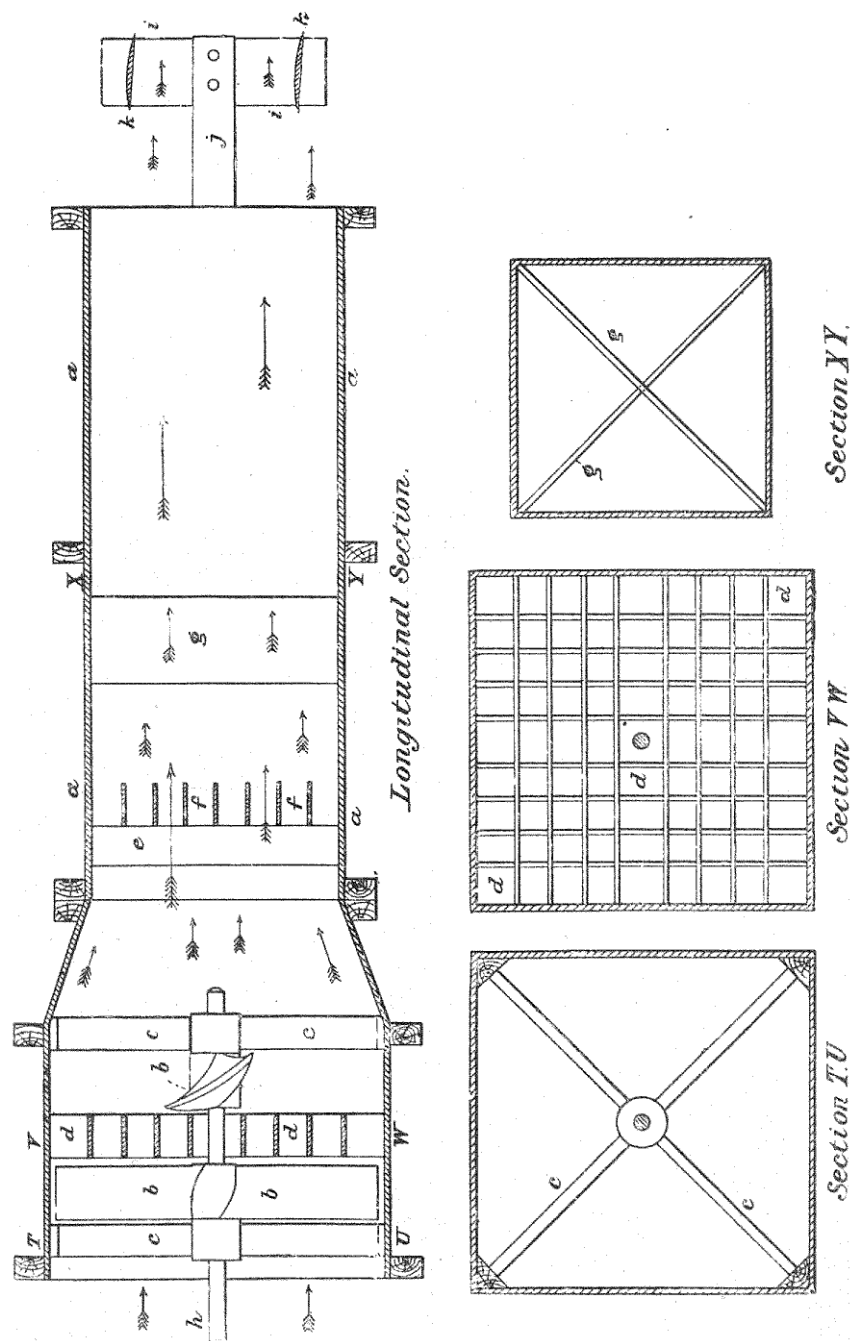 T
V
a
X
a
k
i
c
b
d
b
c
e
f
g
j
h
b
d
c
f
i
k
U
W
a
Y
a
Longitudinal Section.
c
c
Section T.U
d
d
d
Section V W.
g
g
Section X Y.